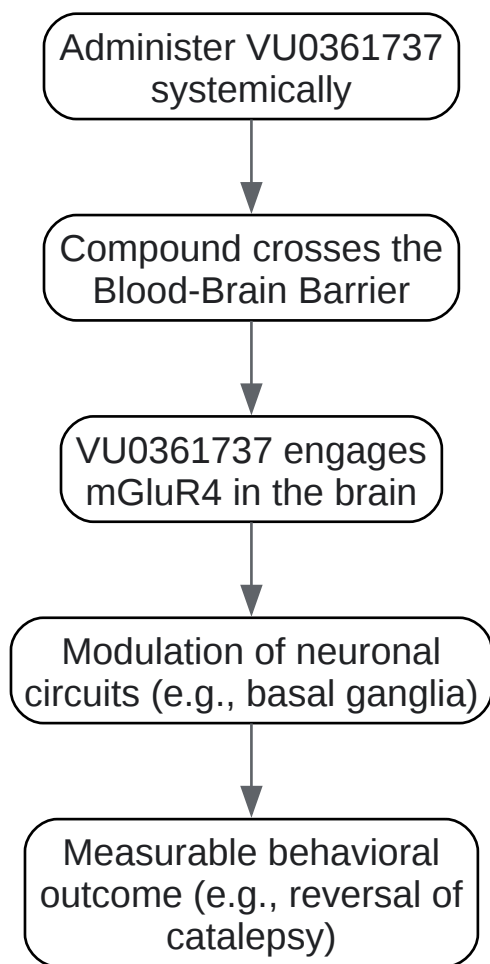 Administer VU0361737
systemically
Compound crosses the
Blood-Brain Barrier
VU0361737 engages
mGluR4 in the brain
Modulation of neuronal
circuits (e.g., basal ganglia)
Measurable behavioral
outcome (e.g., reversal of
catalepsy)